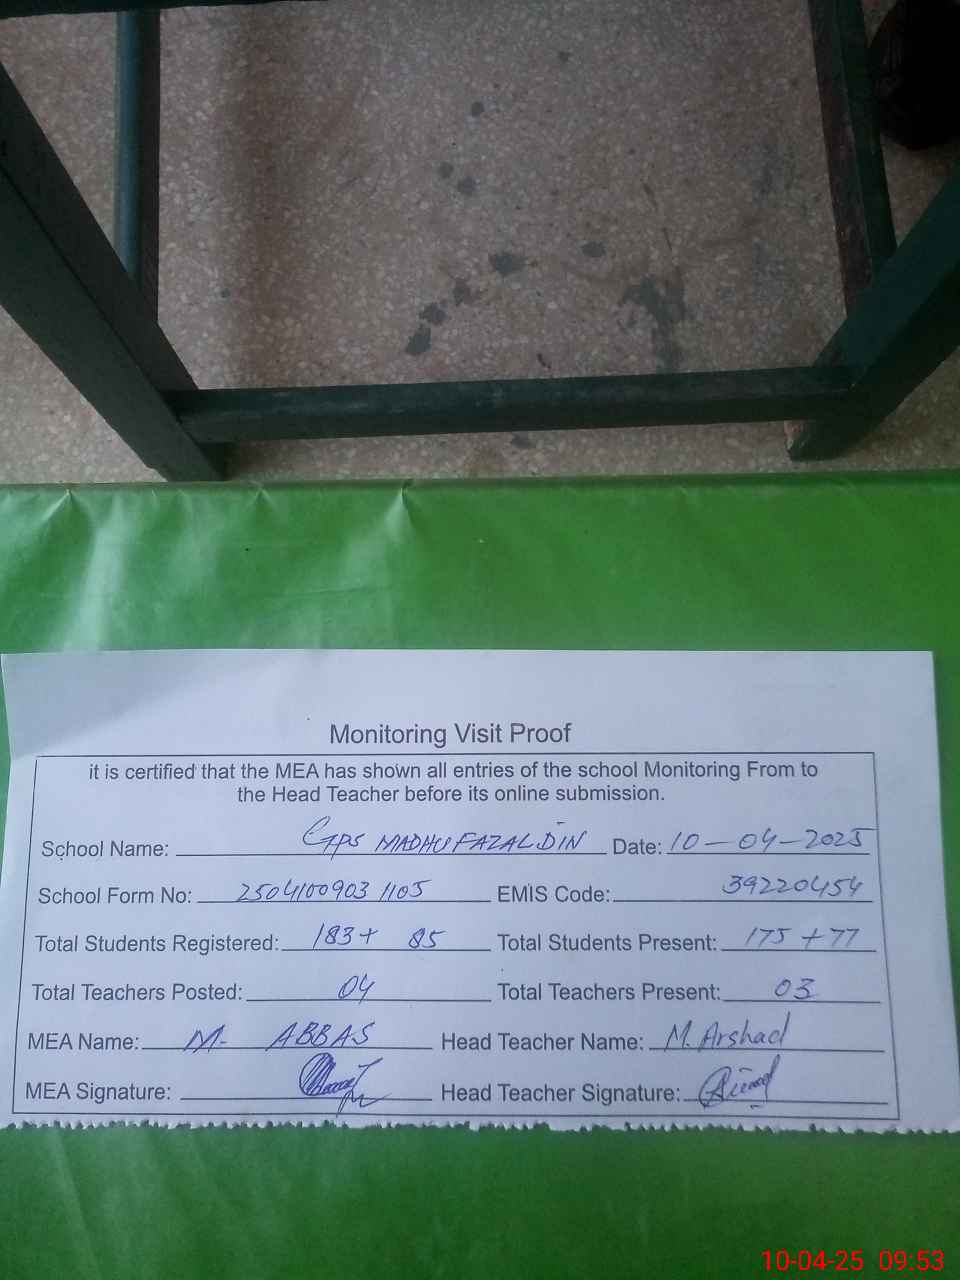 Monitoring Visit Proof
it is certified that the MEA has shown all entries of the school Monitoring From to
the Head Teacher before its online submission.
School Name: GPS MADHU FAZALDIN Date: 10-04-2025
School Form No: 2504100903 1105 EMIS Code: 39220454
Total Students Registered: 183+ 85 Total Students Present: 175 + 77
Total Teachers Posted: 04 Total Teachers Present: 03
MEA Name: M- ABBAS Head Teacher Name: M. Arshad
MEA Signature: Head Teacher Signature:
10-04-25 09:53